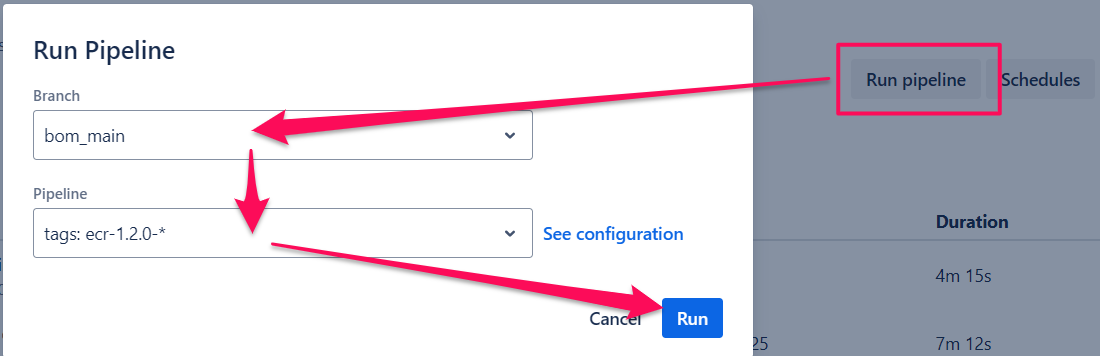 Run Pipeline
Run pipeline
Schedules
Branch
bom_main
Pipeline
tags: ecr-1.2.0-*
See configuration
Duration
4m 15s
Cancel
Run
25
7m 12s